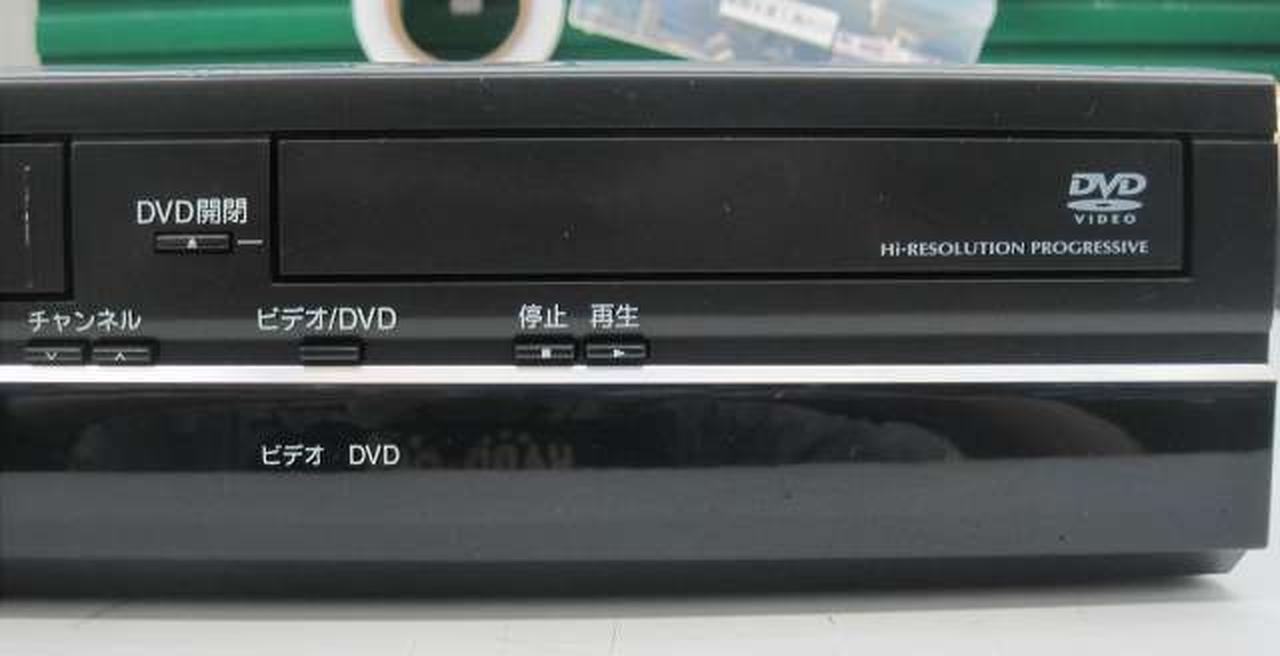 DVD VIDEO
DVD開閉
Hi-RESOLUTION PROGRESSIVE
チャンネル ビデオ/DVD 停止 再生
ビデオ DVD